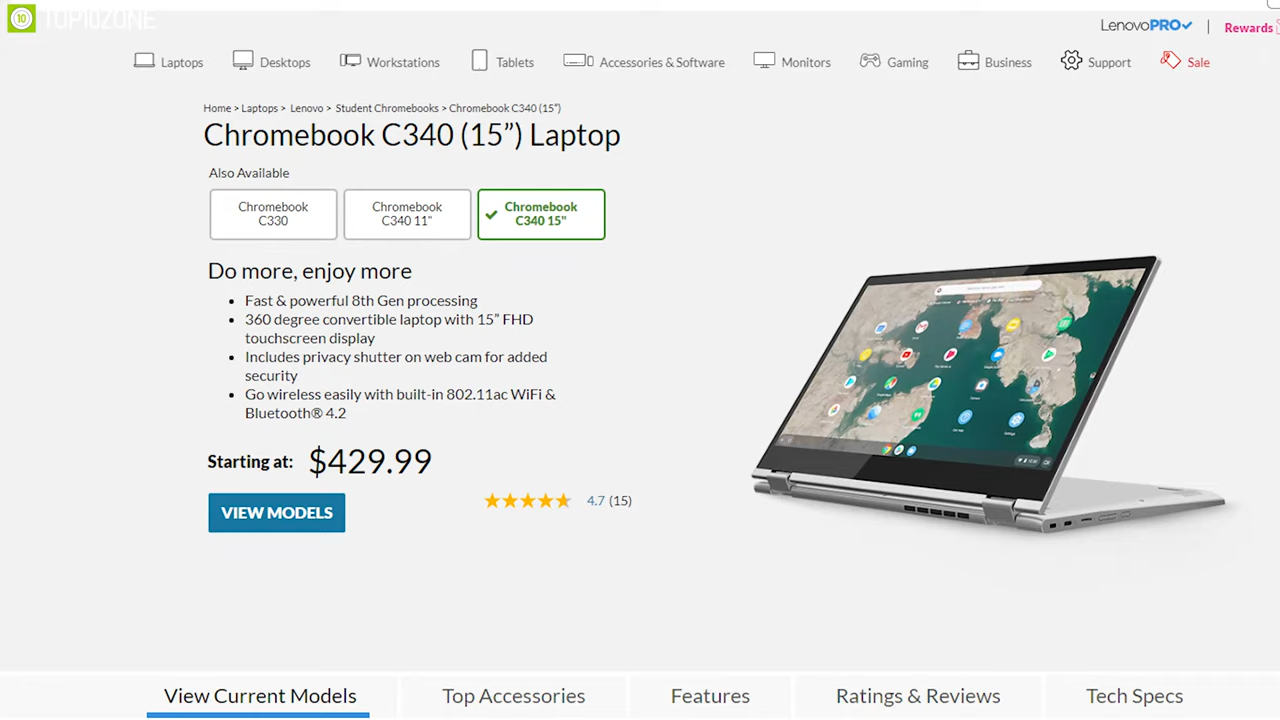 10 TOP10ZONE
LenovoPRO | Rewards
Laptops Desktops Workstations Tablets Accessories & Software Monitors Gaming Business Support Sale
Home > Laptops > Lenovo > Student Chromebooks > Chromebook C340 (15")
Chromebook C340 (15”) Laptop
Also Available
Chromebook
C330
Chromebook
C340 11"
Chromebook
C340 15"
Do more, enjoy more
• Fast & powerful 8th Gen processing
• 360 degree convertible laptop with 15” FHD
touchscreen display
• Includes privacy shutter on web cam for added
security
• Go wireless easily with built-in 802.11ac WiFi &
Bluetooth® 4.2
Starting at: $429.99
VIEW MODELS
4.7 (15)
View Current Models Top Accessories Features Ratings & Reviews Tech Specs